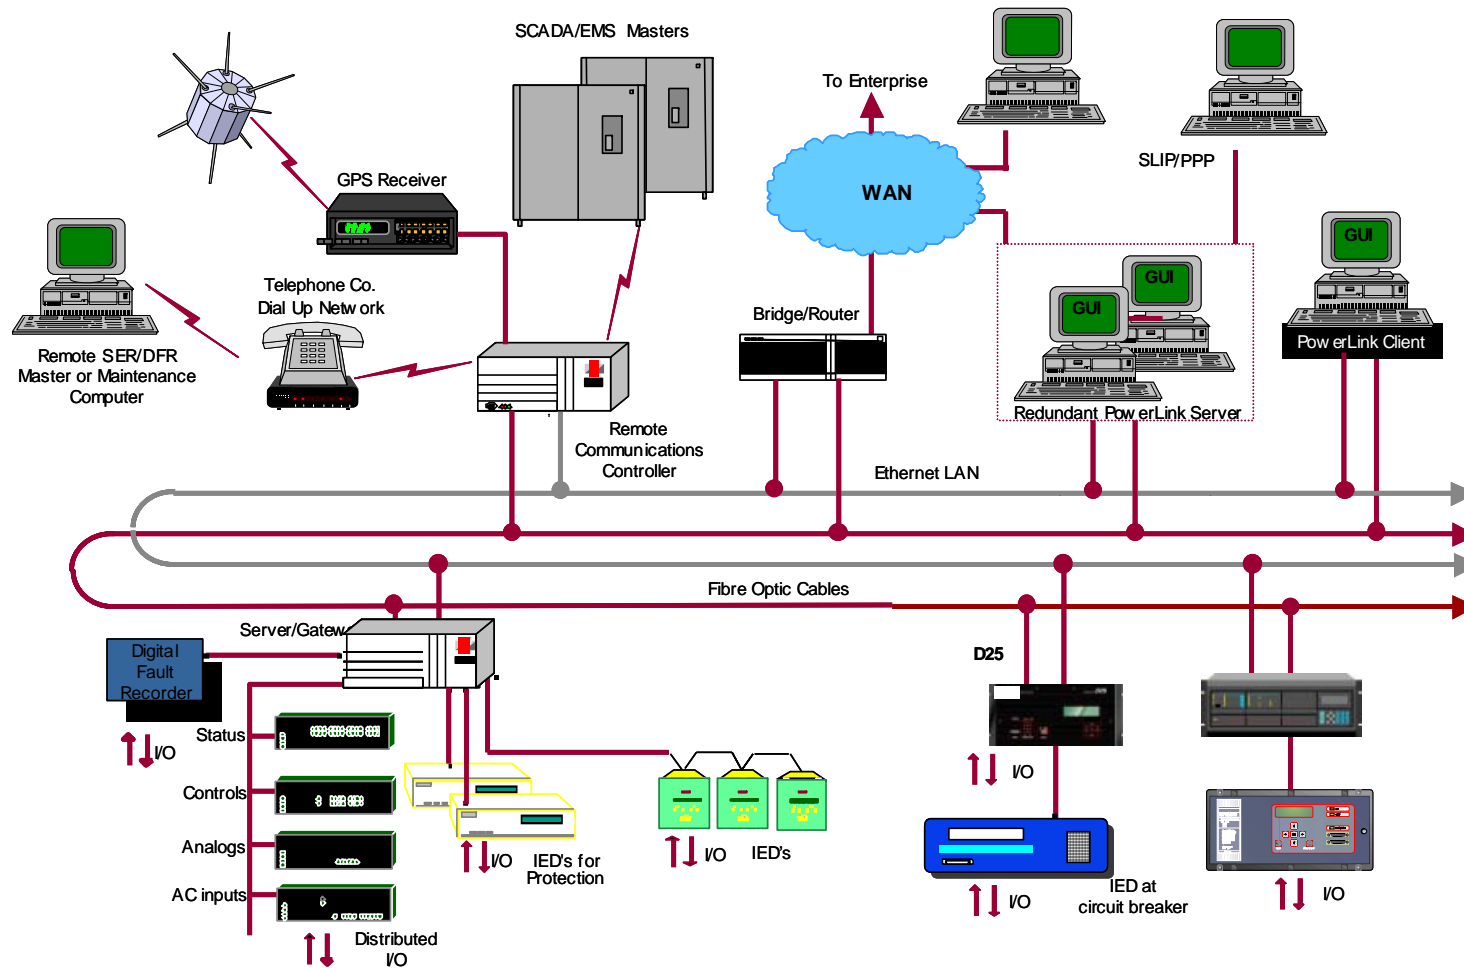 SCADA/EMS Masters
To Enterprise
SLIP/PPP
GPS Receiver
WAN
GUI
GUI
GUI
Telephone Co.
Dial Up Network
Bridge/Router
PowerLink Client
Remote SER/DFR
Master or Maintenance
Computer
Redundant PowerLink Server
Remote
Communications
Controller
Ethernet LAN
Fibre Optic Cables
Server/Gatew
Digital
Fault
Recorder
D25
Status
I/O
I/O
Controls
Analogs
I/O
IED's for
Protection
I/O
IED's
AC inputs
I/O
IED at
circuit breaker
I/O
Distributed
I/O